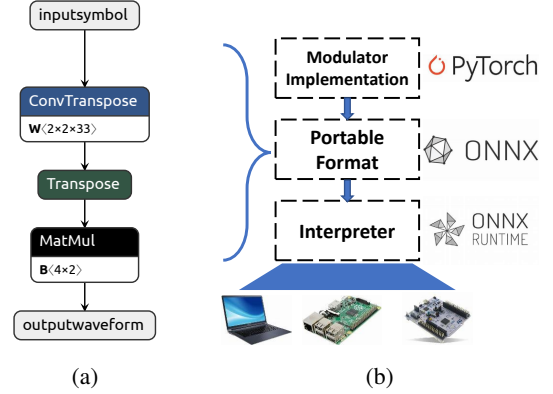 inputsymbol
ConvTranspose
W⟨2×2×33⟩
Transpose
MatMul
B⟨4×2⟩
outputwaveform
(a)
Modulator
Implementation
PyTorch
Portable
Format
ONNX
Interpreter
ONNX
RUNTIME
(b)